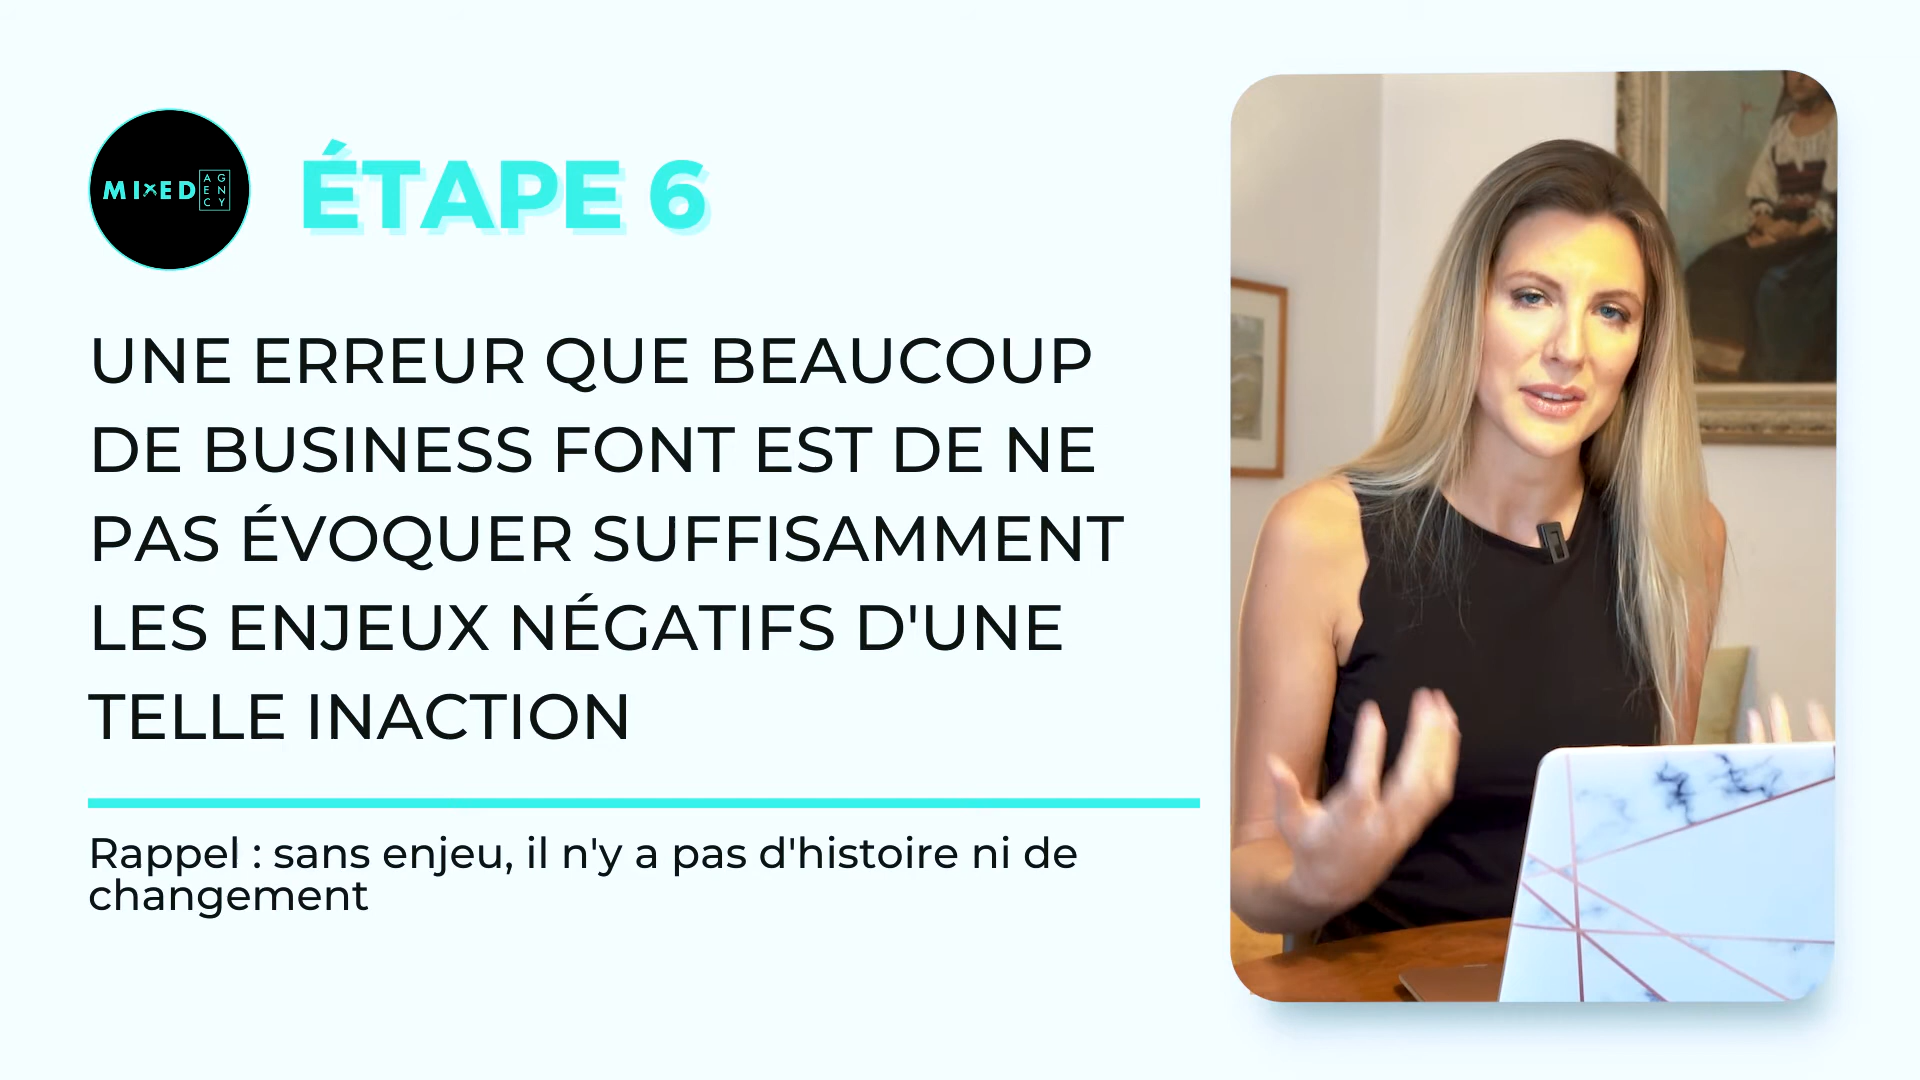 MIXED AGENCY
ÉTAPE 6
UNE ERREUR QUE BEAUCOUP
DE BUSINESS FONT EST DE NE
PAS ÉVOQUER SUFFISAMMENT
LES ENJEUX NÉGATIFS D'UNE
TELLE INACTION
Rappel : sans enjeu, il n'y a pas d'histoire ni de
changement